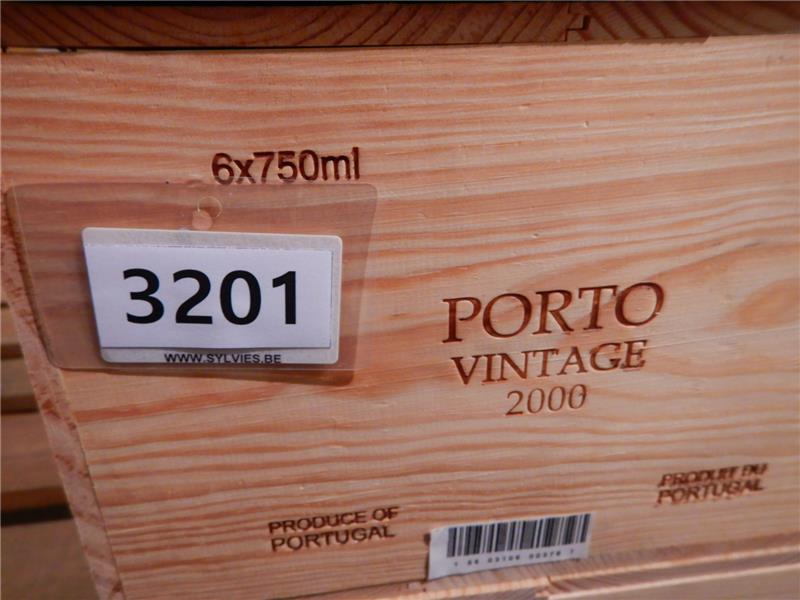 6x750ml
3201
WWW.SYLVIES.BE
PORTO
VINTAGE
2000
PRODUCE OF
PORTUGAL
PRODUIT DU
PORTUGAL